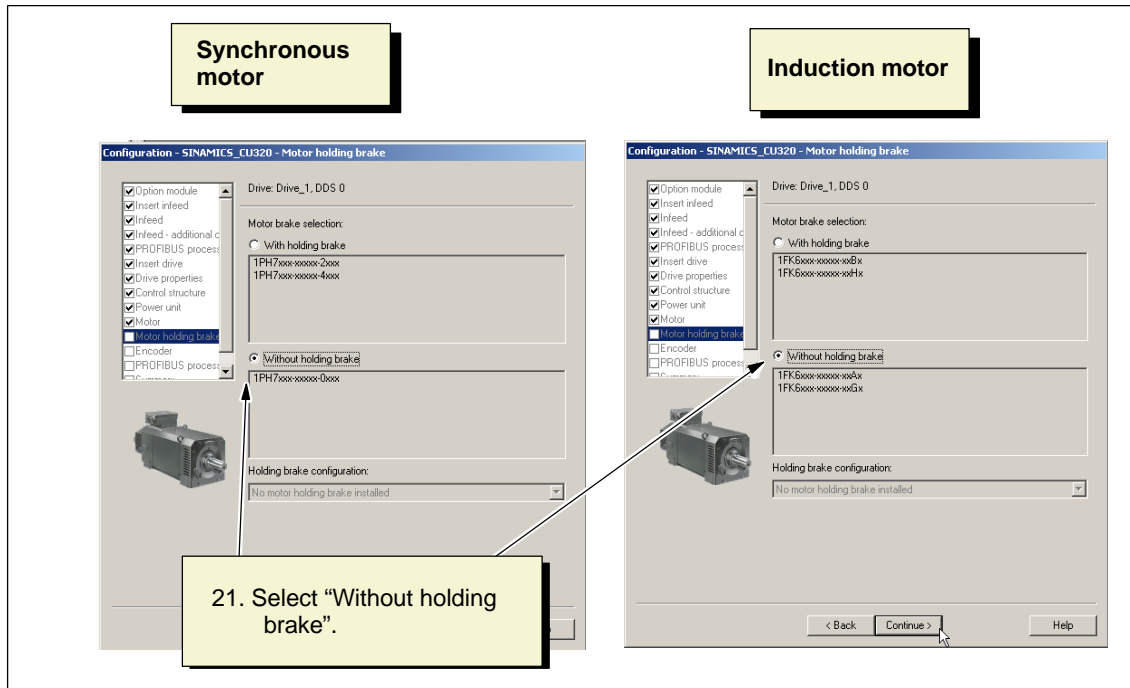 Synchronous
motor
Induction motor
Configuration - SINAMICS_CU320 - Motor holding brake
Option module
Insert infeed
Infeed
Infeed - additional c
PROFIBUS process
Insert drive
Drive properties
Control structure
Power unit
Motor
Motor holding brake
Encoder
PROFIBUS process
Drive: Drive_1, DDS 0
Motor brake selection:
With holding brake
1PH7xxx-xxxxx-2xxx
1PH7xxx-xxxxx-4xxx
Without holding brake
1PH7xxx-xxxxx-0xxx
Holding brake configuration:
No motor holding brake installed
Configuration - SINAMICS_CU320 - Motor holding brake
Option module
Insert infeed
Infeed
Infeed - additional c
PROFIBUS process
Insert drive
Drive properties
Control structure
Power unit
Motor
Motor holding brake
Encoder
PROFIBUS process
Drive: Drive_1, DDS 0
Motor brake selection:
With holding brake
1FK6xxx-xxxxx-xxBx
1FK6xxx-xxxxx-xxHx
Without holding brake
1FK6xxx-xxxxx-xxAx
1FK6xxx-xxxxx-xxGx
Holding brake configuration:
No motor holding brake installed
< Back
Continue >
Help
21. Select “Without holding
brake”.